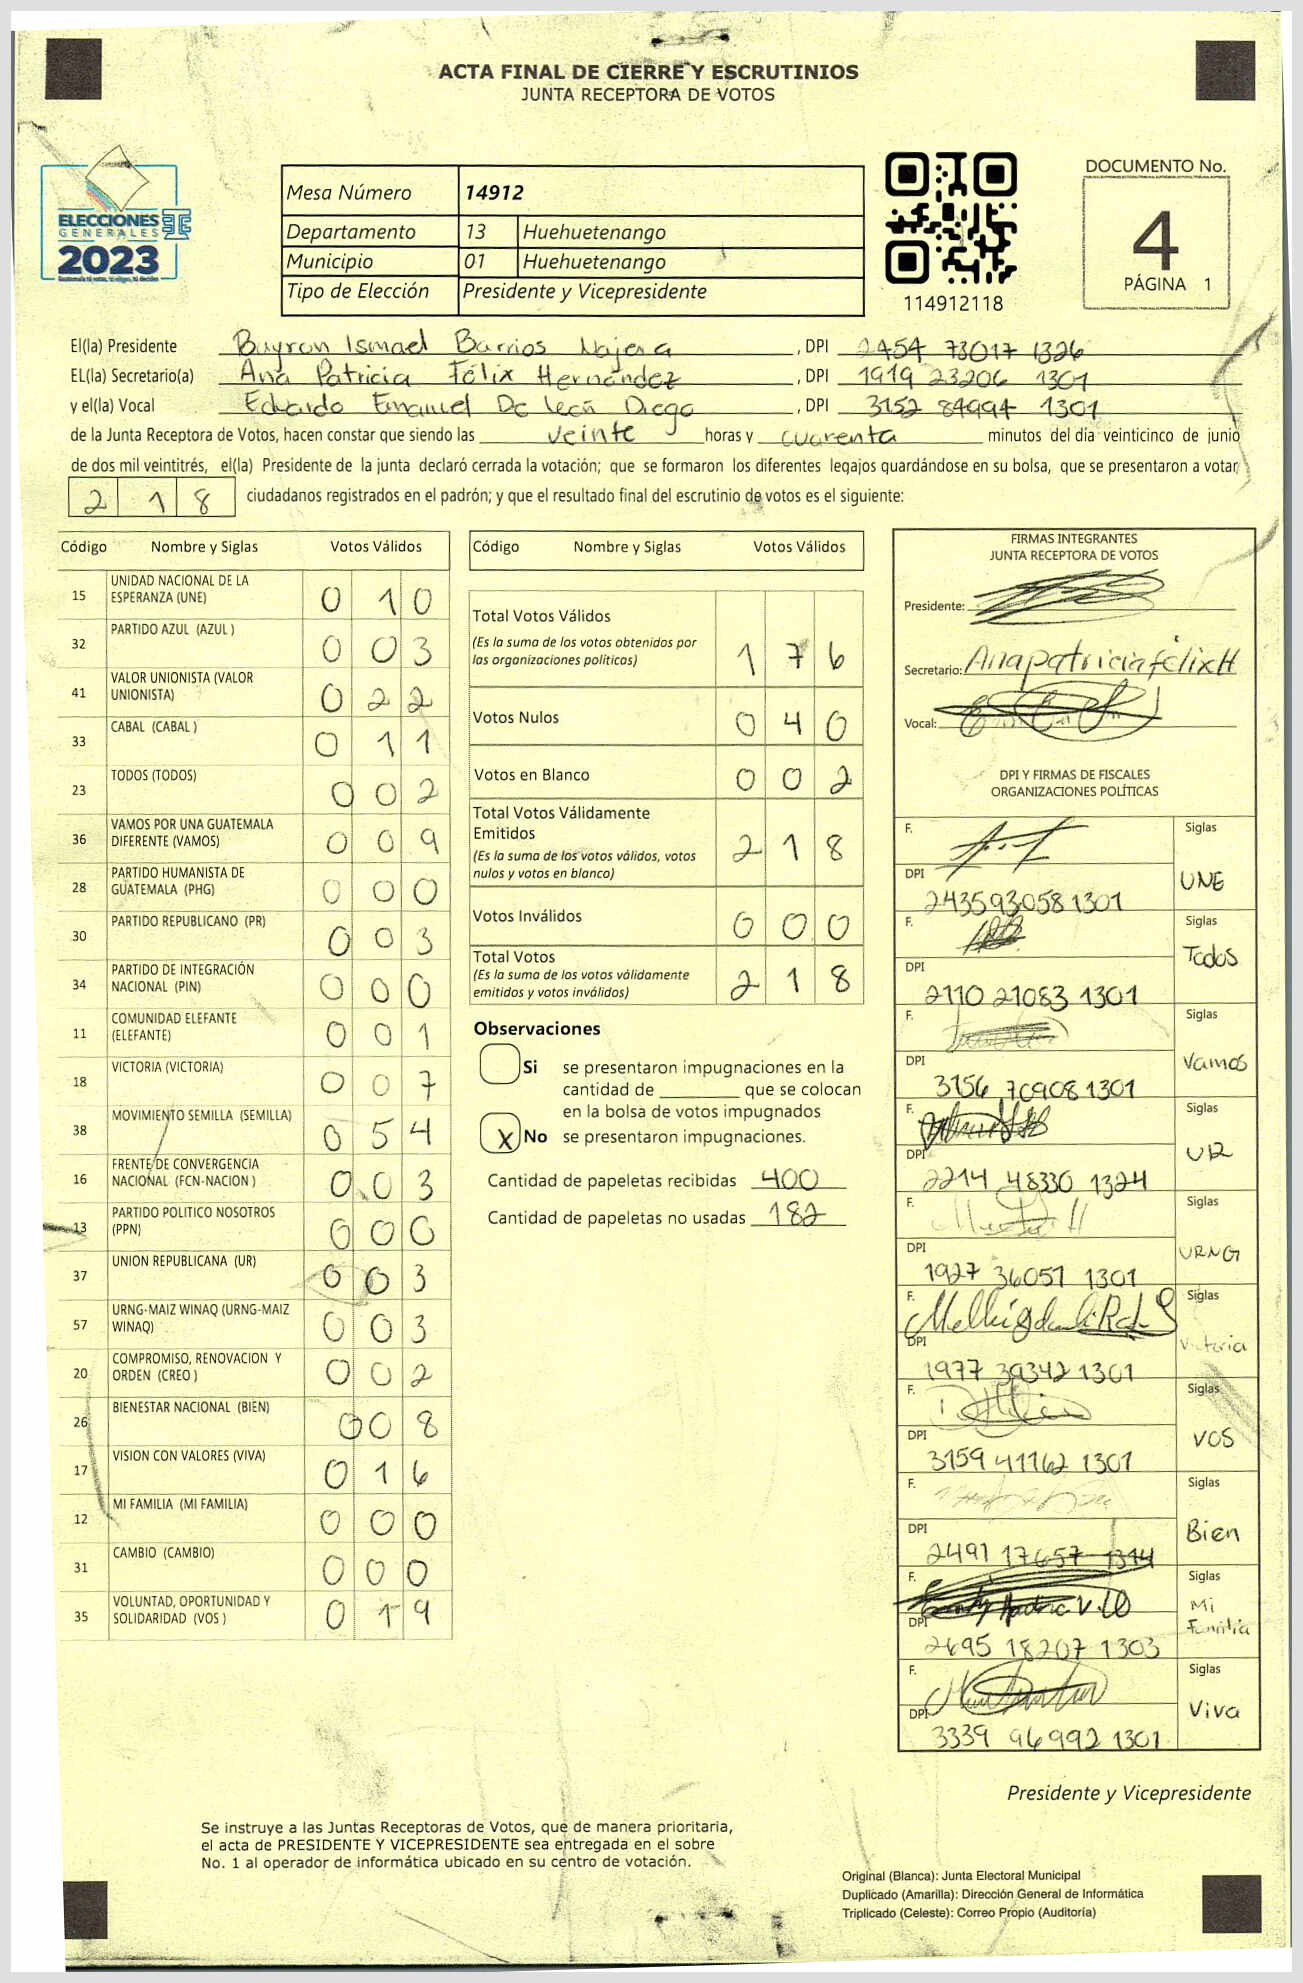 ACTA FINAL DE CIERRE Y ESCRUTINIOS
JUNTA RECEPTORA DE VOTOS
ELECCIONES
GENERALES
2023
Mesa Número 14912
Departamento 13 Huehuetenango
Municipio 01 Huehuetenango
Tipo de Elección Presidente y Vicepresidente
114912118
DOCUMENTO No.
4
PÁGINA 1
El(la) Presidente Buyron Ismael Barrios Najera, DPI 2454 73017 1326
EL(la) Secretario(a) Ana Patricia Félix Hernández, DPI 1919 23206 1301
y el(la) Vocal Eduardo Emanuel De León Diego, DPI 3152 84994 1301
de la Junta Receptora de Votos, hacen constar que siendo las veinte horas y cuarenta minutos del día veinticinco de junio
de dos mil veintitrés, el(la) Presidente de la junta declaró cerrada la votación; que se formaron los diferentes legajos guardándose en su bolsa, que se presentaron a votar
2 1 8 ciudadanos registrados en el padrón; y que el resultado final del escrutinio de votos es el siguiente:
Código Nombre y Siglas Votos Válidos
15 UNIDAD NACIONAL DE LA ESPERANZA (UNE) 0 1 0
32 PARTIDO AZUL (AZUL ) 0 0 3
41 VALOR UNIONISTA (VALOR UNIONISTA) 0 2 2
33 CABAL (CABAL ) 0 1 1
23 TODOS (TODOS) 0 0 2
36 VAMOS POR UNA GUATEMALA DIFERENTE (VAMOS) 0 0 9
28 PARTIDO HUMANISTA DE GUATEMALA (PHG) 0 0 0
30 PARTIDO REPUBLICANO (PR) 0 0 3
34 PARTIDO DE INTEGRACIÓN NACIONAL (PIN) 0 0 0
11 COMUNIDAD ELEFANTE (ELEFANTE) 0 0 1
18 VICTORIA (VICTORIA) 0 0 7
38 MOVIMIENTO SEMILLA (SEMILLA) 0 5 4
16 FRENTE DE CONVERGENCIA NACIONAL (FCN-NACION ) 0 0 3
13 PARTIDO POLITICO NOSOTROS (PPN) 0 0 0
37 UNION REPUBLICANA (UR) 0 0 3
57 URNG-MAIZ WINAQ (URNG-MAIZ WINAQ) 0 0 3
20 COMPROMISO, RENOVACION Y ORDEN (CREO ) 0 0 2
26 BIENESTAR NACIONAL (BIEN) 0 0 8
17 VISION CON VALORES (VIVA) 0 1 6
12 MI FAMILIA (MI FAMILIA) 0 0 0
31 CAMBIO (CAMBIO) 0 0 0
35 VOLUNTAD, OPORTUNIDAD Y SOLIDARIDAD (VOS ) 0 1 9
Código Nombre y Siglas Votos Válidos
Total Votos Válidos 1 7 6
(Es la suma de los votos obtenidos por
las organizaciones políticas)
Votos Nulos 0 4 0
Votos en Blanco 0 0 2
Total Votos Válidamente
Emitidos 2 1 8
(Es la suma de los votos válidos, votos
nulos y votos en blanco)
Votos Inválidos 0 0 0
Total Votos 2 1 8
(Es la suma de los votos válidamente
emitidos y votos inválidos)
Observaciones
Si se presentaron impugnaciones en la
cantidad de ________ que se colocan
en la bolsa de votos impugnados
X No se presentaron impugnaciones.
Cantidad de papeletas recibidas 400
Cantidad de papeletas no usadas 182
FIRMAS INTEGRANTES
JUNTA RECEPTORA DE VOTOS
Presidente:
Secretario: Ana patricia félix H
Vocal:
DPI Y FIRMAS DE FISCALES
ORGANIZACIONES POLÍTICAS
F. Siglas
DPI UNE
2435930581301
F. Siglas
DPI Todos
2110 21083 1301
F. Siglas
DPI Vamos
3156 70908 1301
F. Siglas
DPI UR
2214 48330 1324
F. Siglas
DPI URNG
1927 36051 1301
F. Siglas
DPI Victoria
1977 39342 1301
F. Siglas
DPI VOS
3159 41162 1301
F. Siglas
DPI Bien
2491 17657 1314
F. Siglas
DPI Mi Familia
2695 18207 1303
F. Siglas
DPI Viva
3339 96992 1301
Presidente y Vicepresidente
Se instruye a las Juntas Receptoras de Votos, que de manera prioritaria,
el acta de PRESIDENTE Y VICEPRESIDENTE sea entregada en el sobre
No. 1 al operador de informática ubicado en su centro de votación.
Original (Blanca): Junta Electoral Municipal
Duplicado (Amarilla): Dirección General de Informática
Triplicado (Celeste): Correo Propio (Auditoría)